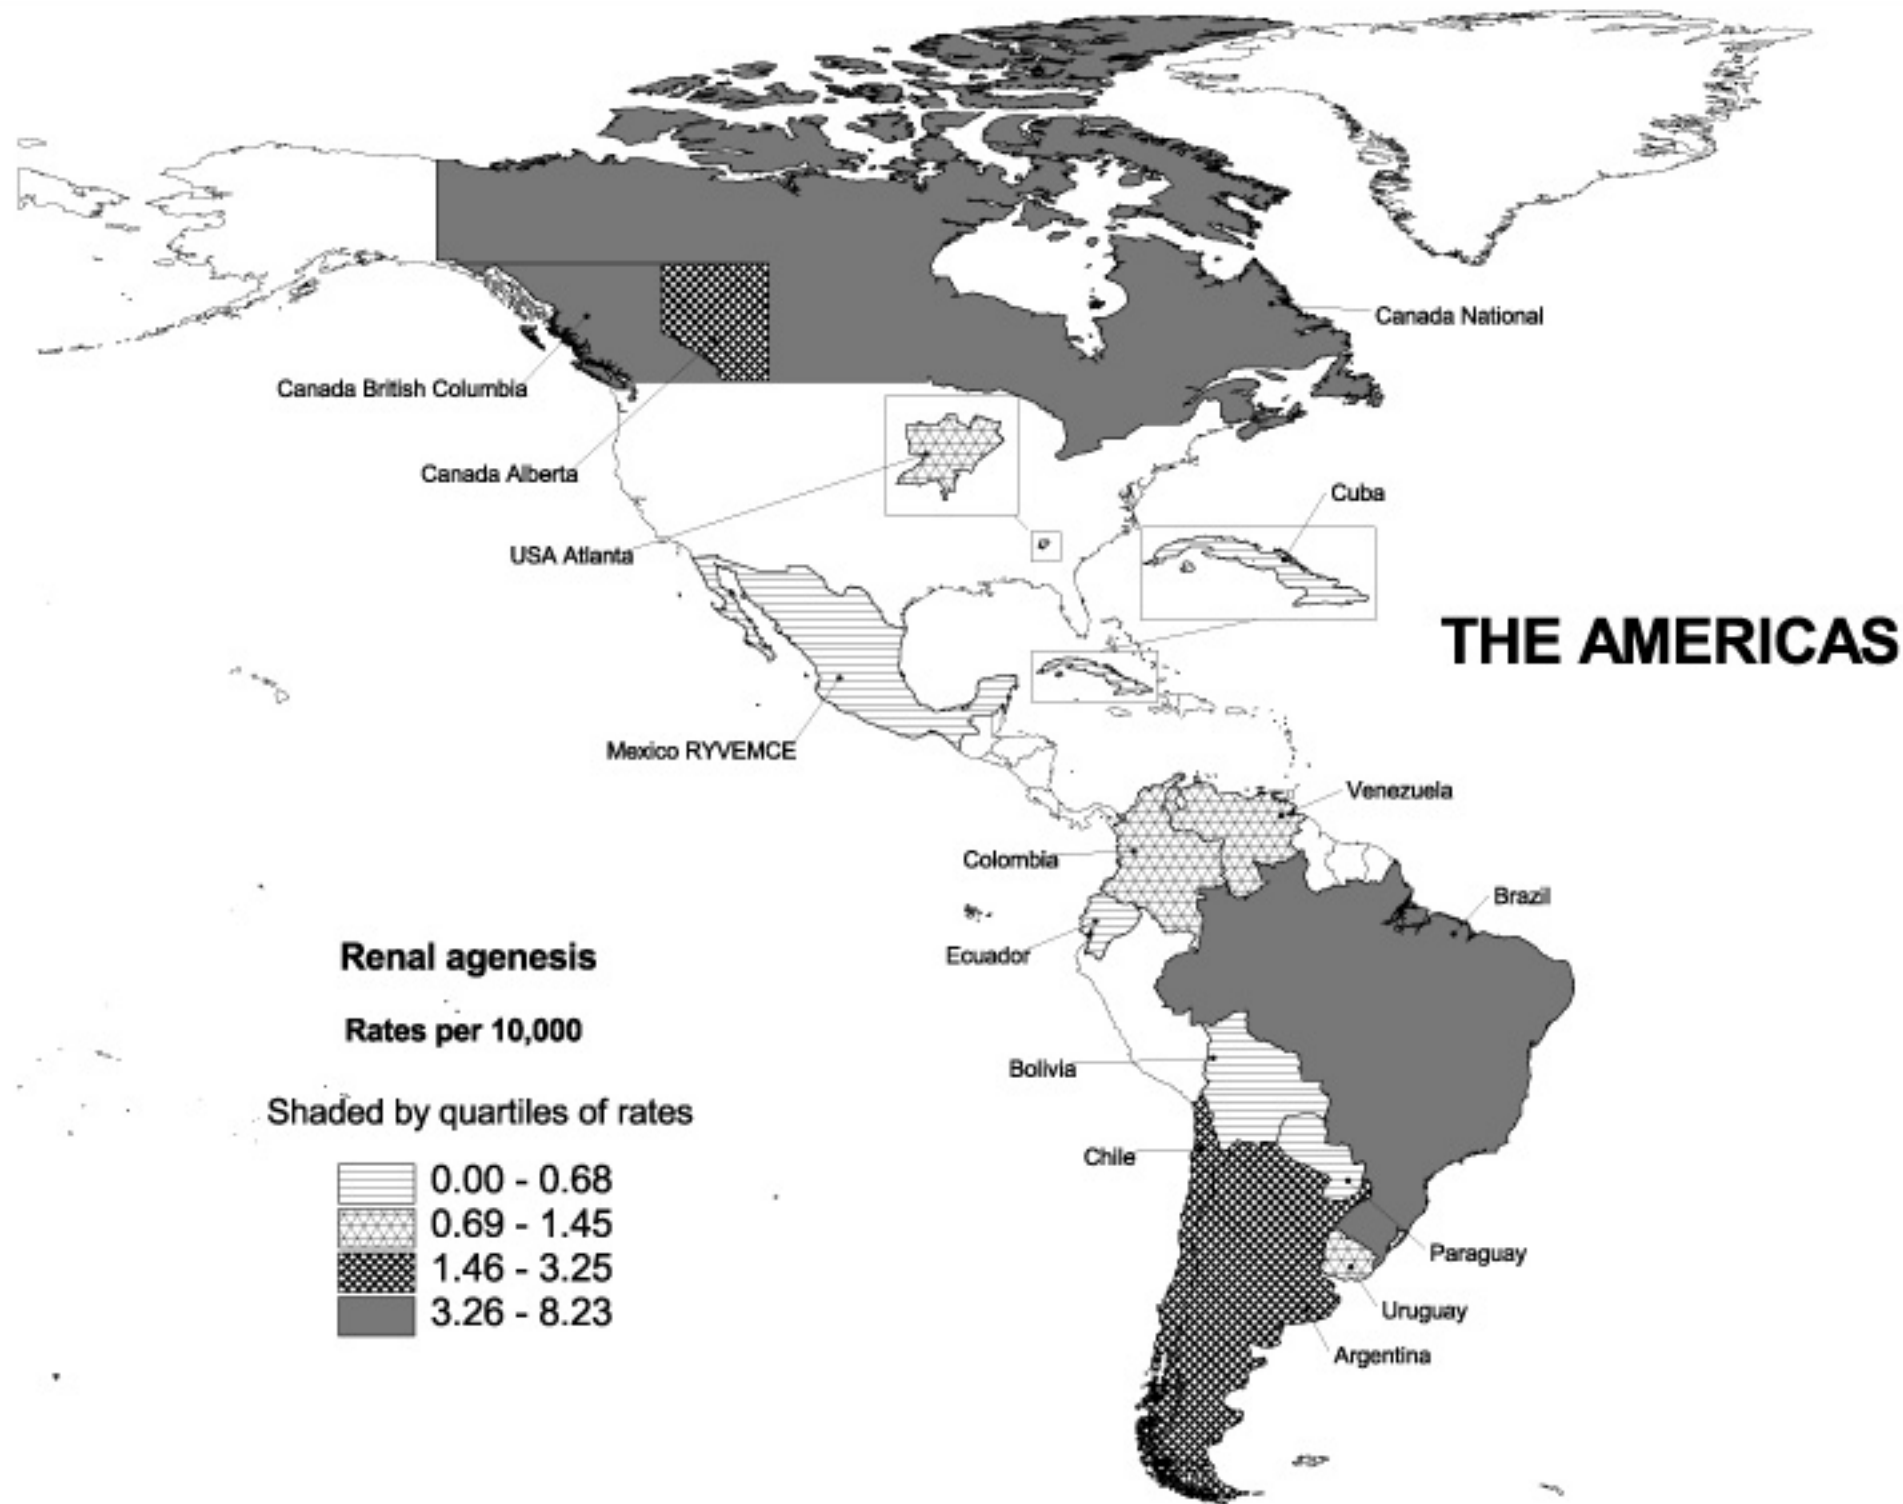 Canada National
Canada British Columbia
Canada Alberta
Cuba
USA Atlanta
THE AMERICAS
Mexico RYVEMCE
Venezuela
Colombia
Brazil
Ecuador
Renal agenesis
Rates per 10,000
Bolivia
Shaded by quartiles of rates
Chile
0.00 - 0.68
0.69 - 1.45
1.46 - 3.25
3.26 - 8.23
Paraguay
Uruguay
Argentina